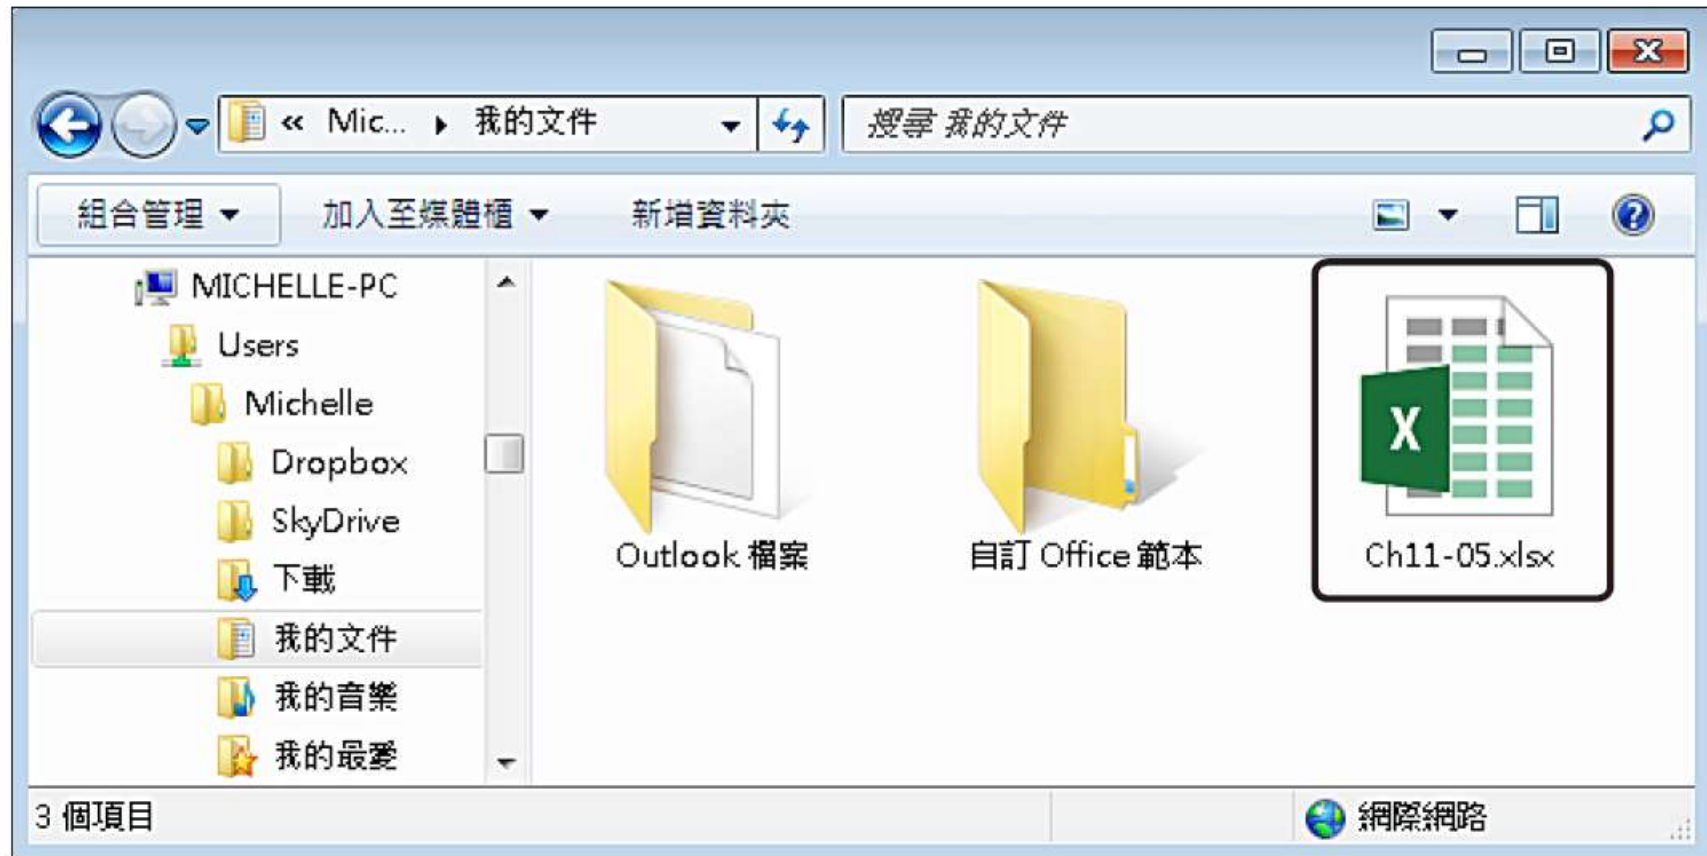 « Mic... ▸ 我的文件
搜尋 我的文件
組合管理 加入至媒體櫃 新增資料夾
MICHELLE-PC
Users
Michelle
Dropbox
SkyDrive
下載
我的文件
我的音樂
我的最愛
Outlook 檔案
自訂 Office 範本
X
Ch11-05.xlsx
3 個項目
網際網路